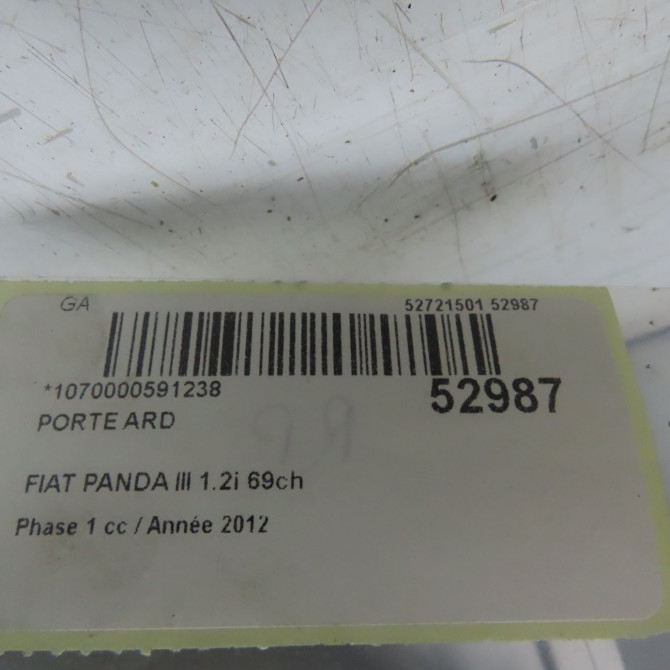 GA 52721501 52987
*1070000591238 52987
PORTE ARD
FIAT PANDA III 1.2i 69ch
Phase 1 cc / Année 2012